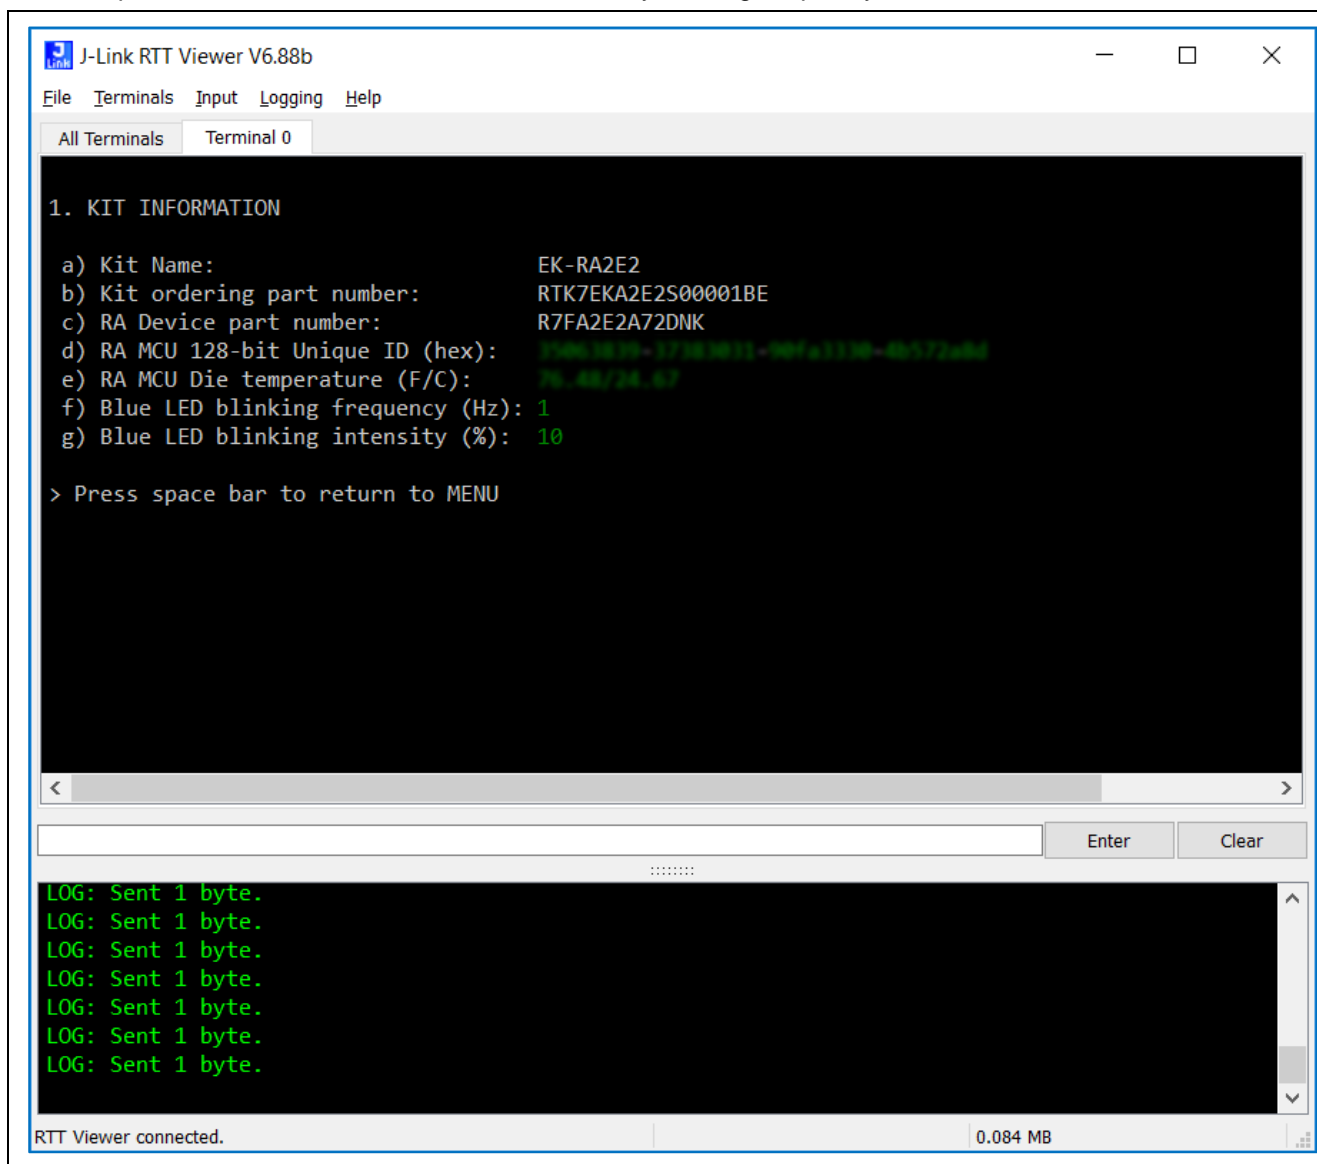 J-Link RTT Viewer V6.88b
File Terminals Input Logging Help
All Terminals Terminal 0
1. KIT INFORMATION
a) Kit Name: EK-RA2E2
b) Kit ordering part number: RTK7EKA2E2S00001BE
c) RA Device part number: R7FA2E2A72DNK
d) RA MCU 128-bit Unique ID (hex):
e) RA MCU Die temperature (F/C): 76.48/24.67
f) Blue LED blinking frequency (Hz): 1
g) Blue LED blinking intensity (%): 10
> Press space bar to return to MENU
Enter Clear
LOG: Sent 1 byte.
LOG: Sent 1 byte.
LOG: Sent 1 byte.
LOG: Sent 1 byte.
LOG: Sent 1 byte.
LOG: Sent 1 byte.
LOG: Sent 1 byte.
RTT Viewer connected. 0.084 MB